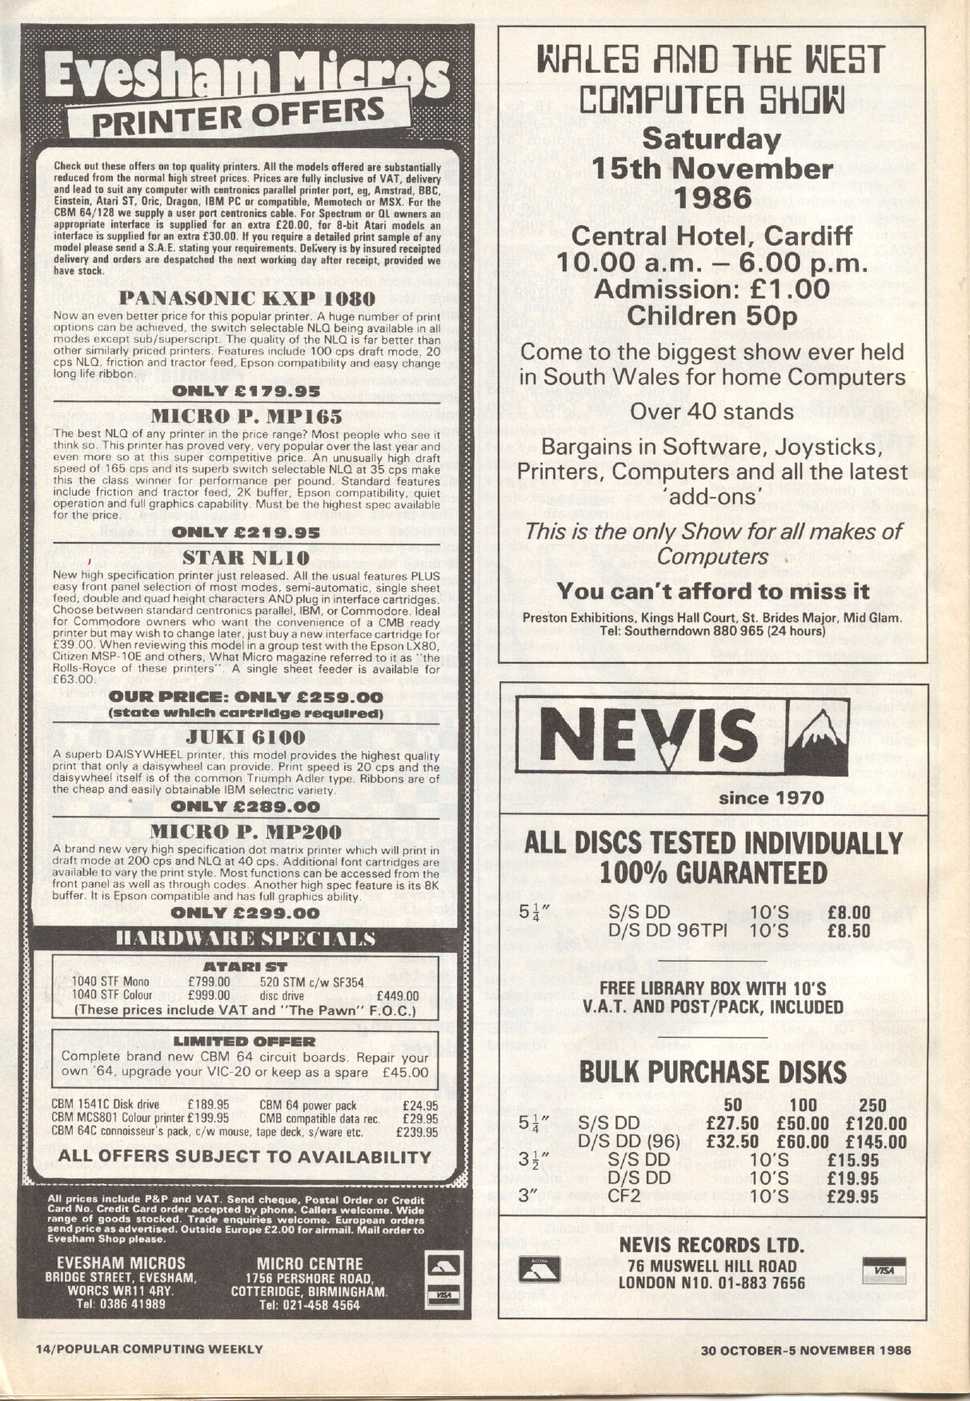 Evesham Micros
PRINTER OFFERS
Check out these offers on top quality printers. All the models offered are substantially
reduced from the normal high street prices. Prices are fully inclusive of VAT, delivery
and lead to suit any computer with centronics parallel printer port, eg, Amstrad, BBC,
Einstein, Atari ST, Oric, Dragon, IBM PC or compatible, Memotech or MSX. For the
CBM 64/128 we supply a user port centronics cable. For Spectrum or QL owners an
appropriate interface is supplied for an extra £20.00, for 8-bit Atari models an
interface is supplied for an extra £30.00. If you require a detailed print sample of any
model please send a S.A.E. stating your requirements. Delivery is by insured receipted
delivery and orders are despatched the next working day after receipt, provided we
have stock.
PANASONIC KXP 1080
Now an even better price for this popular printer. A huge number of print
options can be achieved, the switch selectable NLQ being available in all
modes except sub/superscript. The quality of the NLQ is far better than
other similarly priced printers. Features include 100 cps draft mode, 20
cps NLQ, friction and tractor feed, Epson compatibility and easy change
long life ribbon.
ONLY £179.95
MICRO P. MP165
The best NLQ of any printer in the price range? Most people who see it
think so. This printer has proved very, very popular over the last year and
even more so at this super competitive price. An unusually high draft
speed of 165 cps and its superb switch selectable NLQ at 35 cps make
this the class winner for performance per pound. Standard features
include friction and tractor feed, 2K buffer, Epson compatibility, quiet
operation and full graphics capability. Must be the highest spec available
for the price.
ONLY £219.95
STAR NL10
New high specification printer just released. All the usual features PLUS
easy front panel selection of most modes, semi-automatic, single sheet
feed, double and quad height characters AND plug in interface cartridges.
Choose between standard centronics parallel, IBM, or Commodore. Ideal
for Commodore owners who want the convenience of a CMB ready
printer but may wish to change later, just buy a new interface cartridge for
£39.00. When reviewing this model in a group test with the Epson LX80,
Citizen MSP-10E and others, What Micro magazine referred to it as "the
Rolls-Royce of these printers". A single sheet feeder is available for
£63.00.
OUR PRICE: ONLY £259.00
(state which cartridge required)
JUKI 6100
A superb DAISYWHEEL printer, this model provides the highest quality
print that only a daisywheel can provide. Print speed is 20 cps and the
daisywheel itself is of the common Triumph Adler type. Ribbons are of
the cheap and easily obtainable IBM selectric variety.
ONLY £289.00
MICRO P. MP200
A brand new very high specification dot matrix printer which will print in
draft mode at 200 cps and NLQ at 40 cps. Additional font cartridges are
available to vary the print style. Most functions can be accessed from the
front panel as well as through codes. Another high spec feature is its 8K
buffer. It is Epson compatible and has full graphics ability.
ONLY £299.00
HARDWARE SPECIALS
ATARI ST
1040 STF Mono £799.00 520 STM c/w SF354
1040 STF Colour £999.00 disc drive £449.00
(These prices include VAT and "The Pawn" F.O.C.)
LIMITED OFFER
Complete brand new CBM 64 circuit boards. Repair your
own '64, upgrade your VIC-20 or keep as a spare £45.00
CBM 1541C Disk drive £189.95 CBM 64 power pack £24.95
CBM MCS801 Colour printer £199.95 CMB compatible data rec. £29.95
CBM 64C connoisseur's pack, c/w mouse, tape deck, s/ware etc. £239.95
ALL OFFERS SUBJECT TO AVAILABILITY
All prices include P&P and VAT. Send cheque, Postal Order or Credit
Card No. Credit Card order accepted by phone. Callers welcome. Wide
range of goods stocked. Trade enquiries welcome. European orders
send price as advertised. Outside Europe £2.00 for airmail. Mail order to
Evesham Shop please.
EVESHAM MICROS
BRIDGE STREET, EVESHAM,
WORCS WR11 4RY.
Tel: 0386 41989
MICRO CENTRE
1756 PERSHORE ROAD,
COTTERIDGE, BIRMINGHAM.
Tel: 021-458 4564
VISA
WALES AND THE WEST
COMPUTER SHOW
Saturday
15th November
1986
Central Hotel, Cardiff
10.00 a.m. – 6.00 p.m.
Admission: £1.00
Children 50p
Come to the biggest show ever held
in South Wales for home Computers
Over 40 stands
Bargains in Software, Joysticks,
Printers, Computers and all the latest
'add-ons'
This is the only Show for all makes of
Computers
You can't afford to miss it
Preston Exhibitions, Kings Hall Court, St. Brides Major, Mid Glam.
Tel: Southerndown 880 965 (24 hours)
NEVIS
since 1970
ALL DISCS TESTED INDIVIDUALLY
100% GUARANTEED
5¼" S/S DD 10'S £8.00
D/S DD 96TPI 10'S £8.50
FREE LIBRARY BOX WITH 10'S
V.A.T. AND POST/PACK, INCLUDED
BULK PURCHASE DISKS
50 100 250
5¼" S/S DD £27.50 £50.00 £120.00
D/S DD (96) £32.50 £60.00 £145.00
3½" S/S DD 10'S £15.95
D/S DD 10'S £19.95
3" CF2 10'S £29.95
NEVIS RECORDS LTD.
76 MUSWELL HILL ROAD
LONDON N10. 01-883 7656
VISA
14/POPULAR COMPUTING WEEKLY
30 OCTOBER-5 NOVEMBER 1986